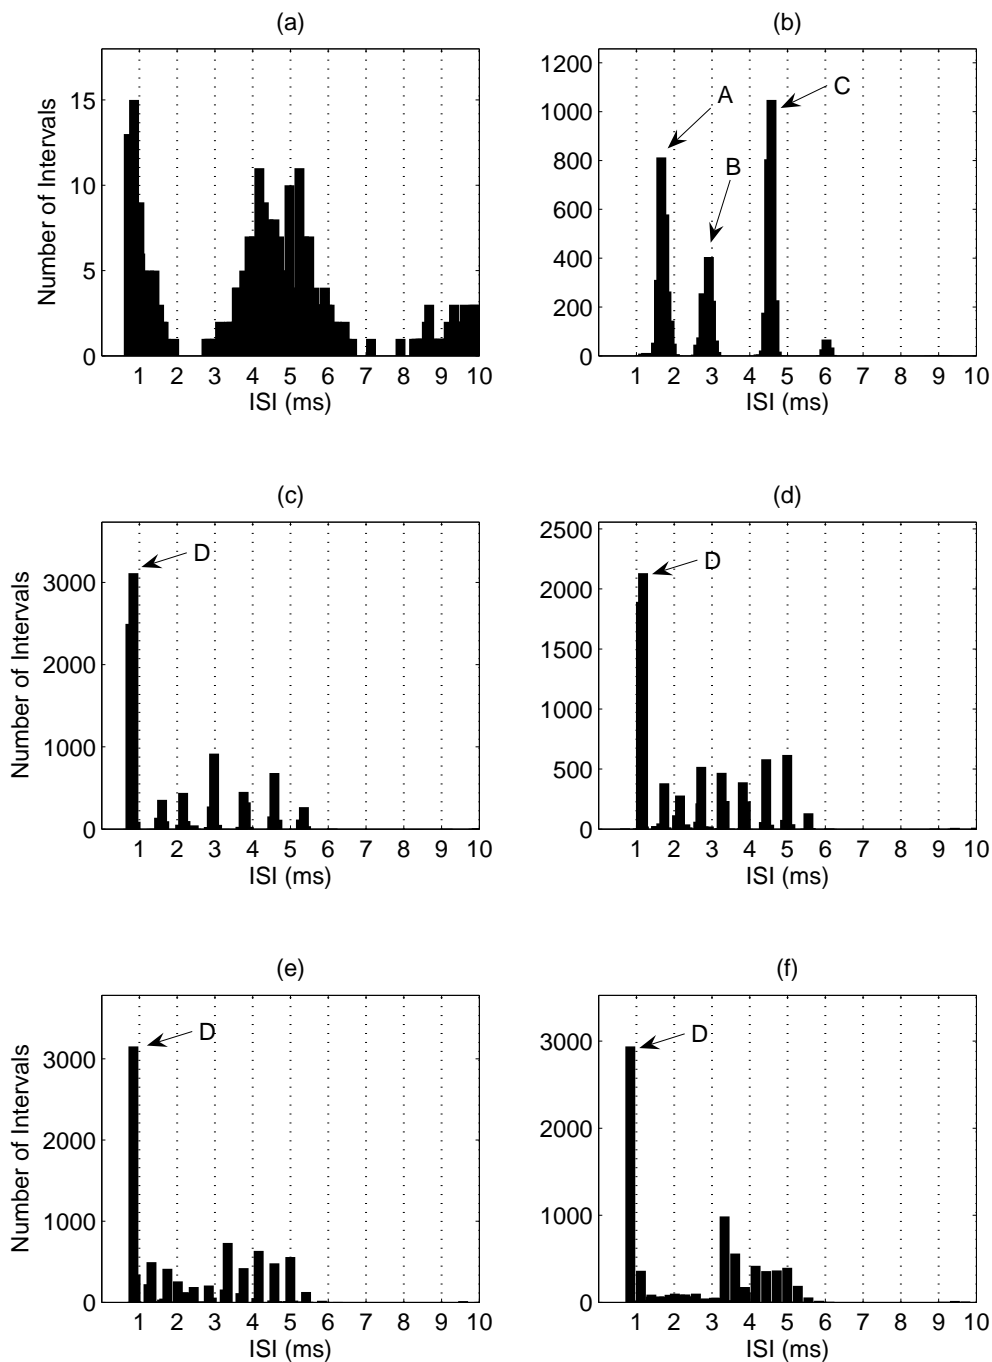 (a)
Number of Intervals
15
10
5
0
1 2 3 4 5 6 7 8 9 10
ISI (ms)
(b)
1200
1000
800
600
400
200
0
A
B
C
1 2 3 4 5 6 7 8 9 10
ISI (ms)
(c)
Number of Intervals
3000
2000
1000
0
D
1 2 3 4 5 6 7 8 9 10
ISI (ms)
(d)
2500
2000
1500
1000
500
0
D
1 2 3 4 5 6 7 8 9 10
ISI (ms)
(e)
Number of Intervals
3000
2000
1000
0
D
1 2 3 4 5 6 7 8 9 10
ISI (ms)
(f)
3000
2000
1000
0
D
1 2 3 4 5 6 7 8 9 10
ISI (ms)